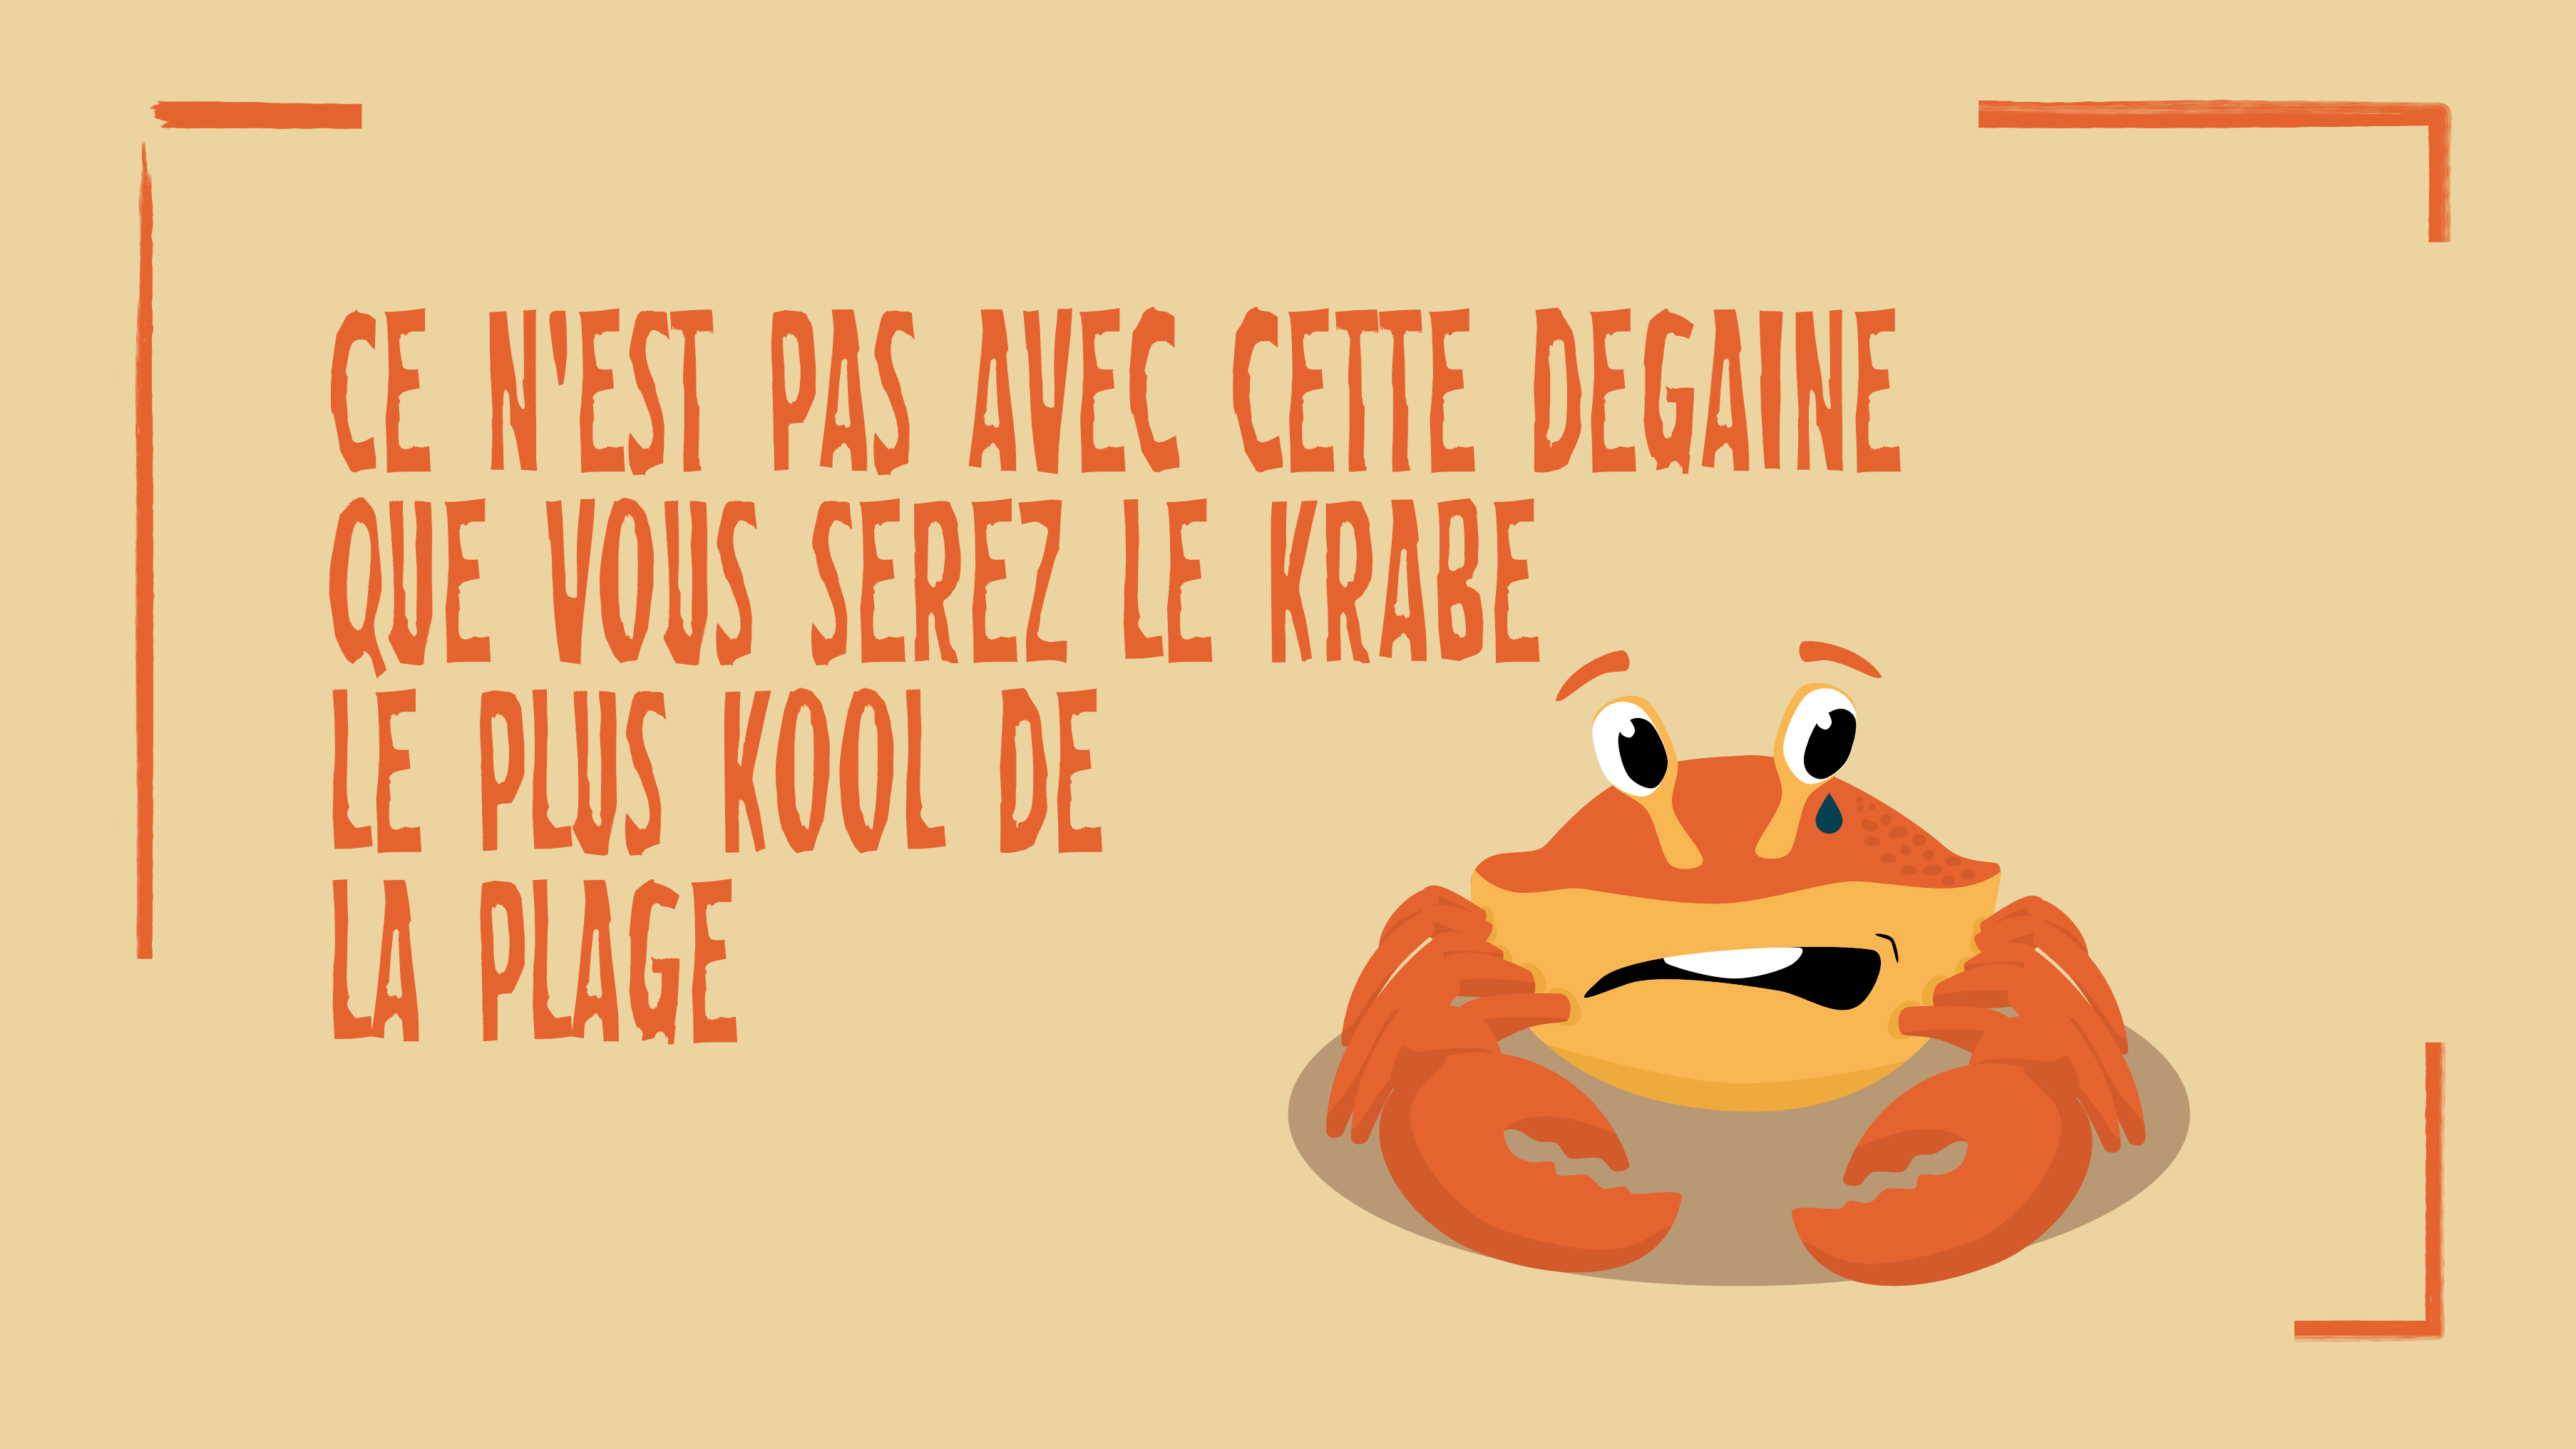 CE N'EST PAS AVEC CETTE DEGAINE
QUE VOUS SEREZ LE KRABE
LE PLUS KOOL DE
LA PLAGE